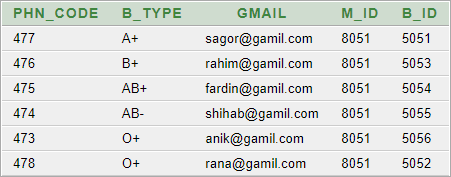 PHN_CODE B_TYPE GMAIL M_ID B_ID
477 A+ sagor@gamil.com 8051 5051
476 B+ rahim@gamil.com 8051 5053
475 AB+ fardin@gamil.com 8051 5054
474 AB- shihab@gamil.com 8051 5055
473 O+ anik@gamil.com 8051 5056
478 O+ rana@gamil.com 8051 5052